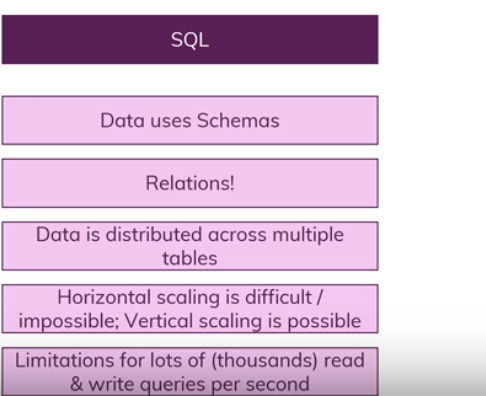 SQL
Data uses Schemas
Relations!
Data is distributed across multiple
tables
Horizontal scaling is difficult /
impossible; Vertical scaling is possible
Limitations for lots of (thousands) read
& write queries per second